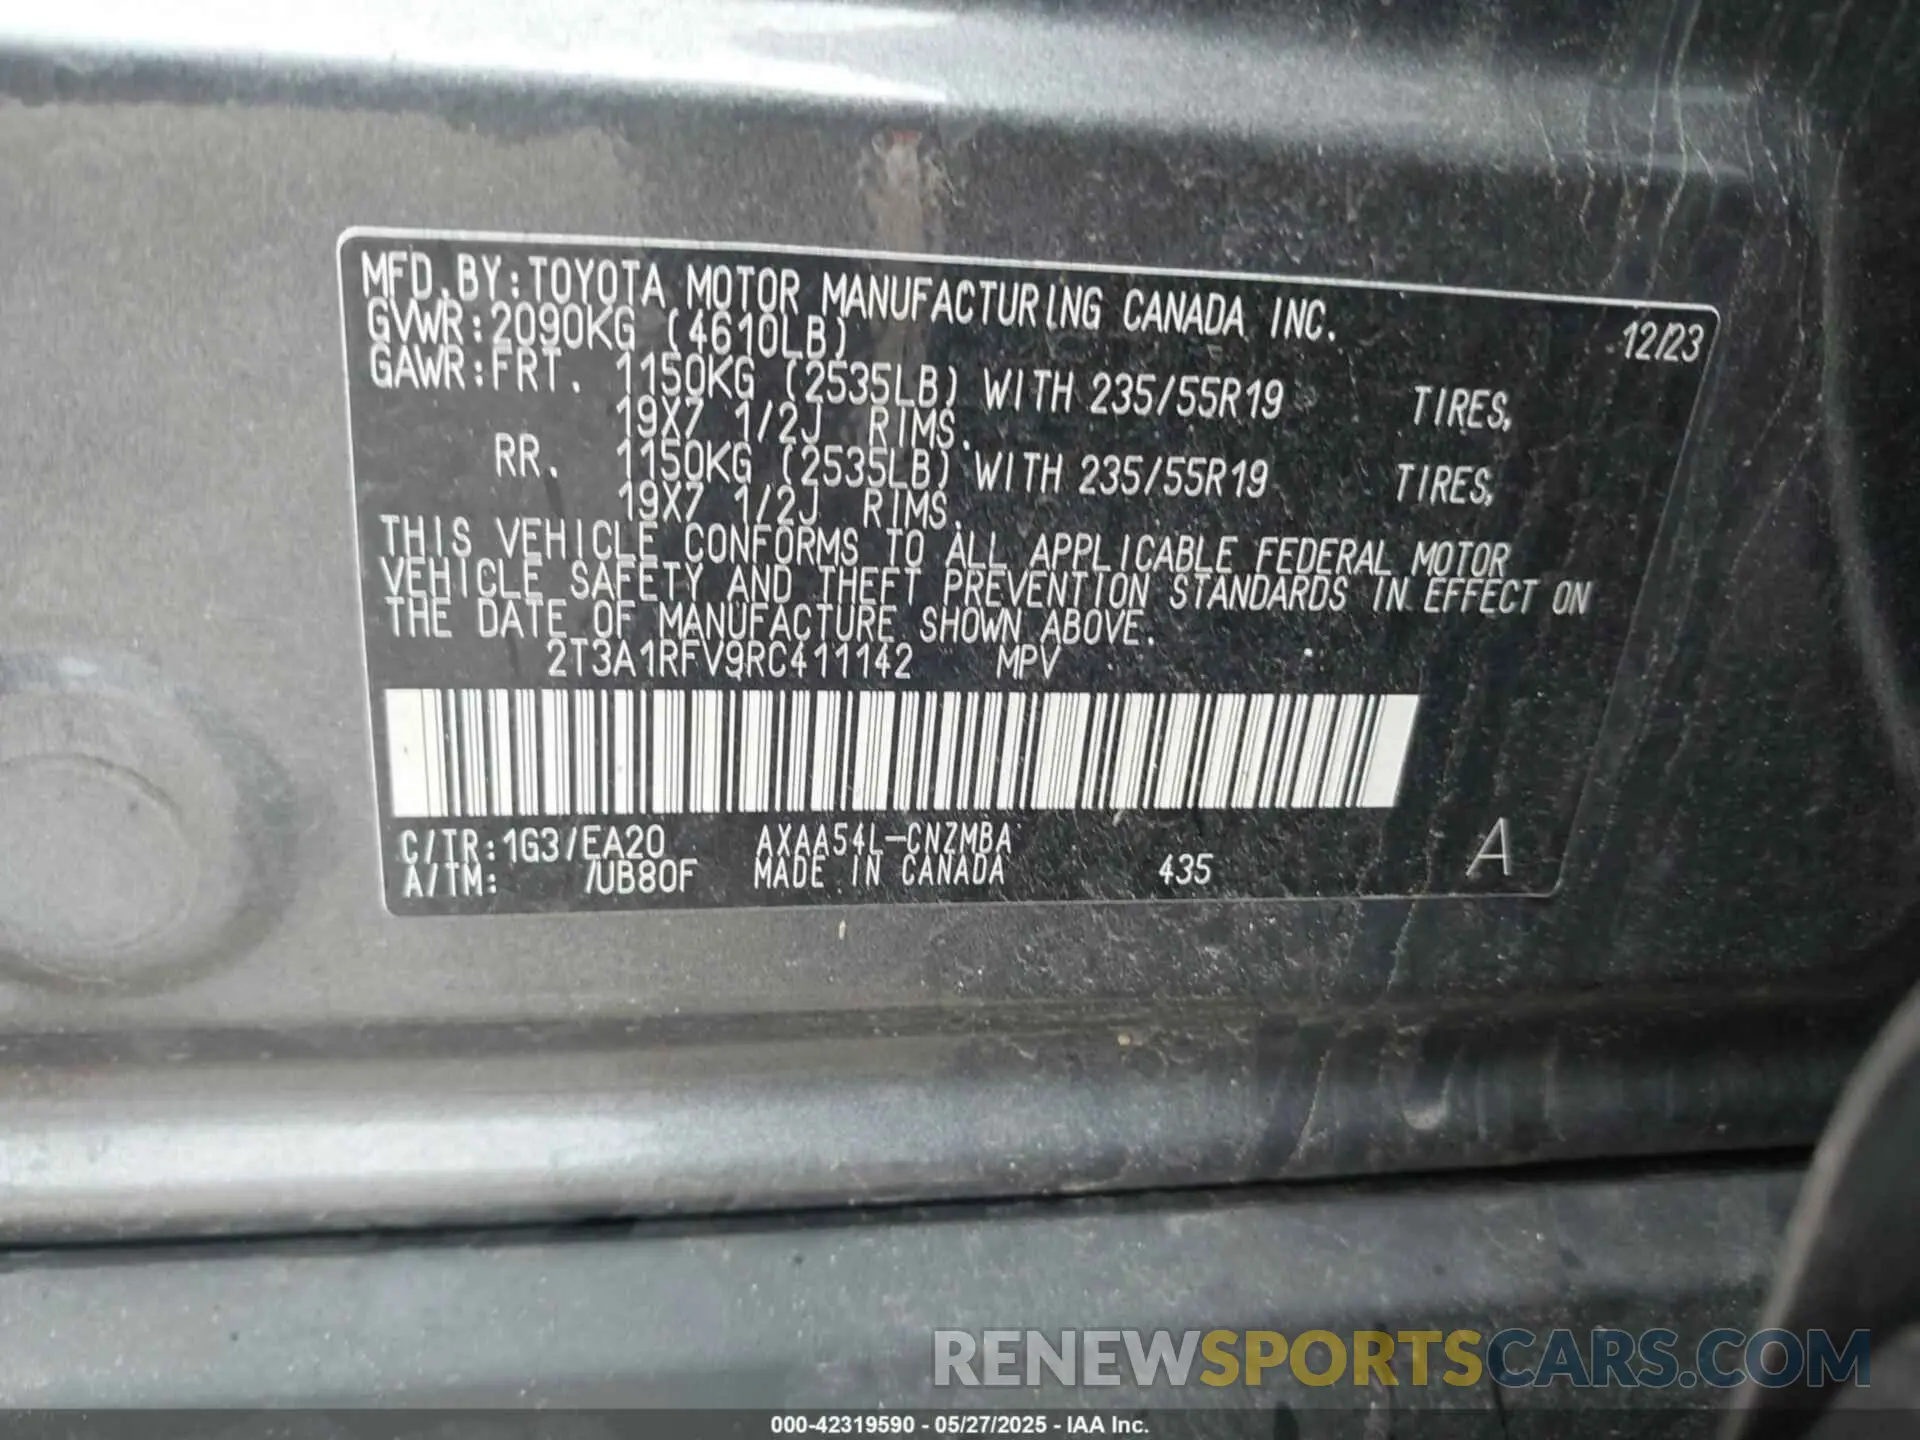 MFD.BY:TOYOTA MOTOR MANUFACTURING CANADA INC. 12/23
GVWR:2090KG (4610LB)
GAWR:FRT. 1150KG (2535LB) WITH 235/55R19 TIRES,
19X7 1/2J RIMS.
RR. 1150KG (2535LB) WITH 235/55R19 TIRES,
19X7 1/2J RIMS.
THIS VEHICLE CONFORMS TO ALL APPLICABLE FEDERAL MOTOR
VEHICLE SAFETY AND THEFT PREVENTION STANDARDS IN EFFECT ON
THE DATE OF MANUFACTURE SHOWN ABOVE.
2T3A1RFV9RC411142 MPV
C/TR:1G3/EA20 AXAA54L-CNZMBA
A/TM: /UB80F MADE IN CANADA 435 A
RENEWSPORTSCARS.COM
000-42319590 - 05/27/2025 - IAA Inc.